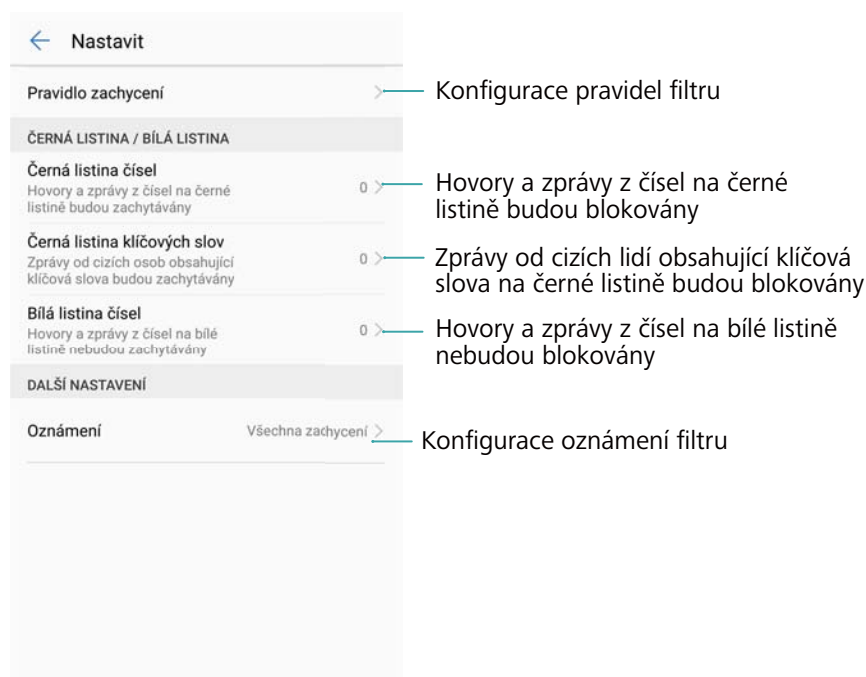 Nastavit
Pravidlo zachycení
Konfigurace pravidel filtru
ČERNÁ LISTINA / BÍLÁ LISTINA
Černá listina čísel
Hovory a zprávy z čísel na černé
listině budou zachytávány
0
Hovory a zprávy z čísel na černé
listině budou blokovány
Černá listina klíčových slov
Zprávy od cizích osob obsahující
klíčová slova budou zachytávány
0
Zprávy od cizích lidí obsahující klíčová
slova na černé listině budou blokovány
Bílá listina čísel
Hovory a zprávy z čísel na bílé
listině nebudou zachytávány
0
Hovory a zprávy z čísel na bílé listině
nebudou blokovány
DALŠÍ NASTAVENÍ
Oznámení
Všechna zachycení
Konfigurace oznámení filtru